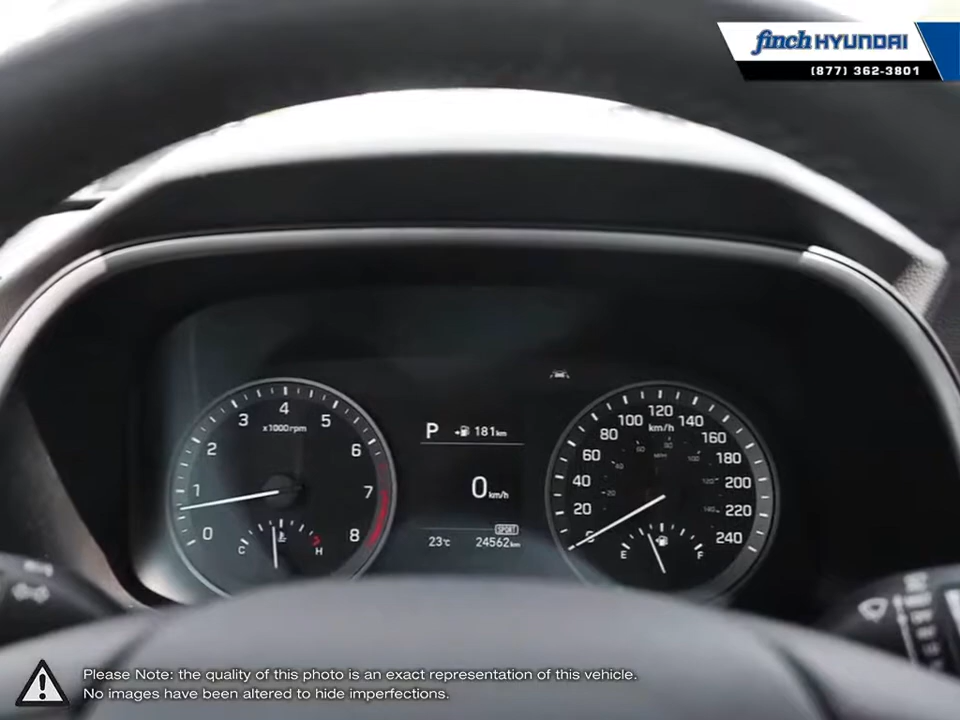 finch HYUNDAI
(877) 362-3801
0 1 2 3 4 5 6 7 8
x1000rpm
C H
P 181km
0km/h
SPORT
23℃ 24562km
0 20 40 60 80 100 120 140 160 180 200 220 240
km/h
MPH
E F
Please Note: the quality of this photo is an exact representation of this vehicle.
No images have been altered to hide imperfections.